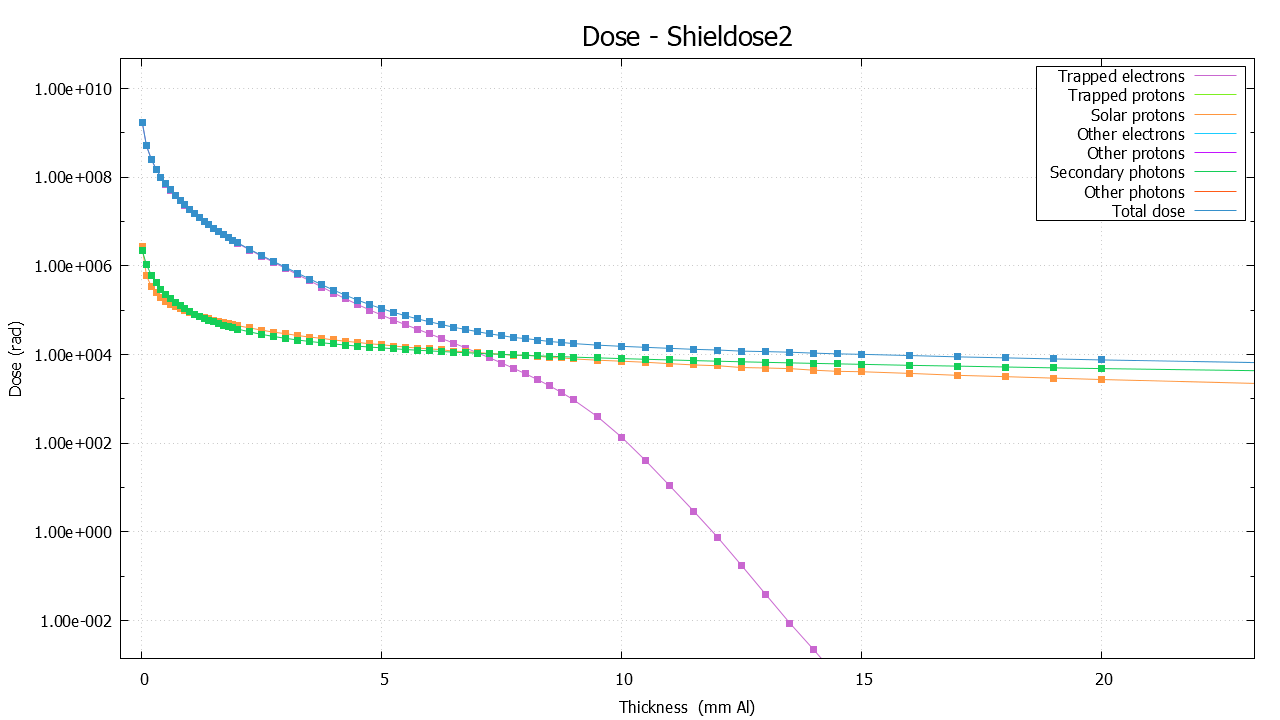 Dose - Shieldose2
1.00e+010
1.00e+008
1.00e+006
1.00e+004
1.00e+002
1.00e+000
1.00e-002
Dose (rad)
Trapped electrons
Trapped protons
Solar protons
Other electrons
Other protons
Secondary photons
Other photons
Total dose
0 5 10 15 20
Thickness (mm Al)